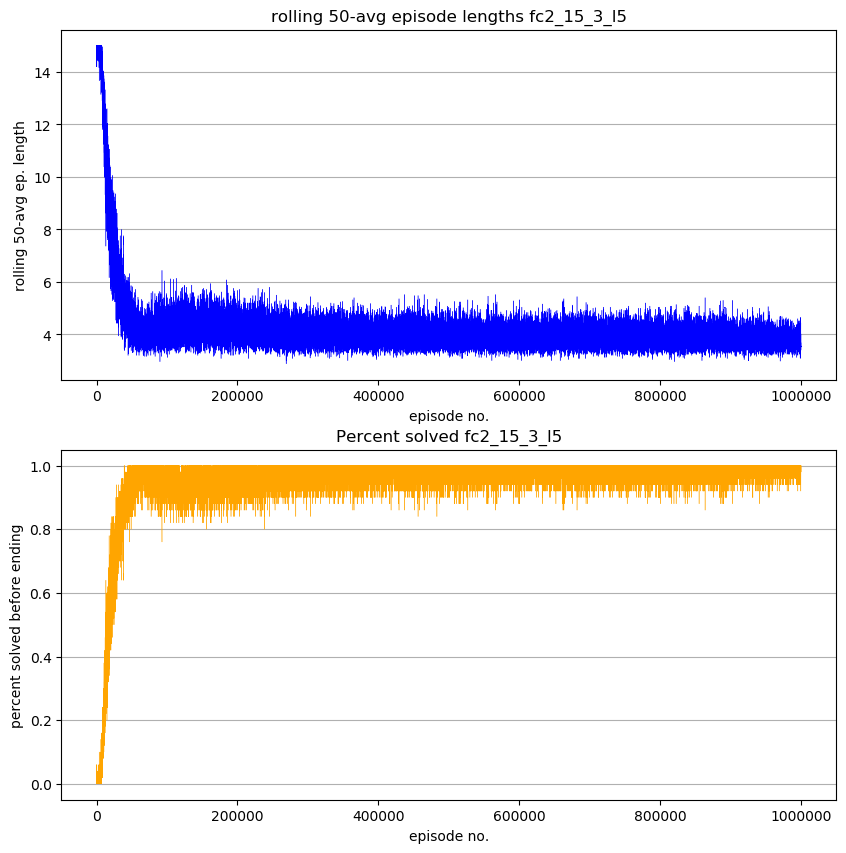 rolling 50-avg episode lengths fc2_15_3_l5
rolling 50-avg ep. length
14
12
10
8
6
4
0 200000 400000 600000 800000 1000000
episode no.
Percent solved fc2_15_3_l5
percent solved before ending
1.0
0.8
0.6
0.4
0.2
0.0
0 200000 400000 600000 800000 1000000
episode no.